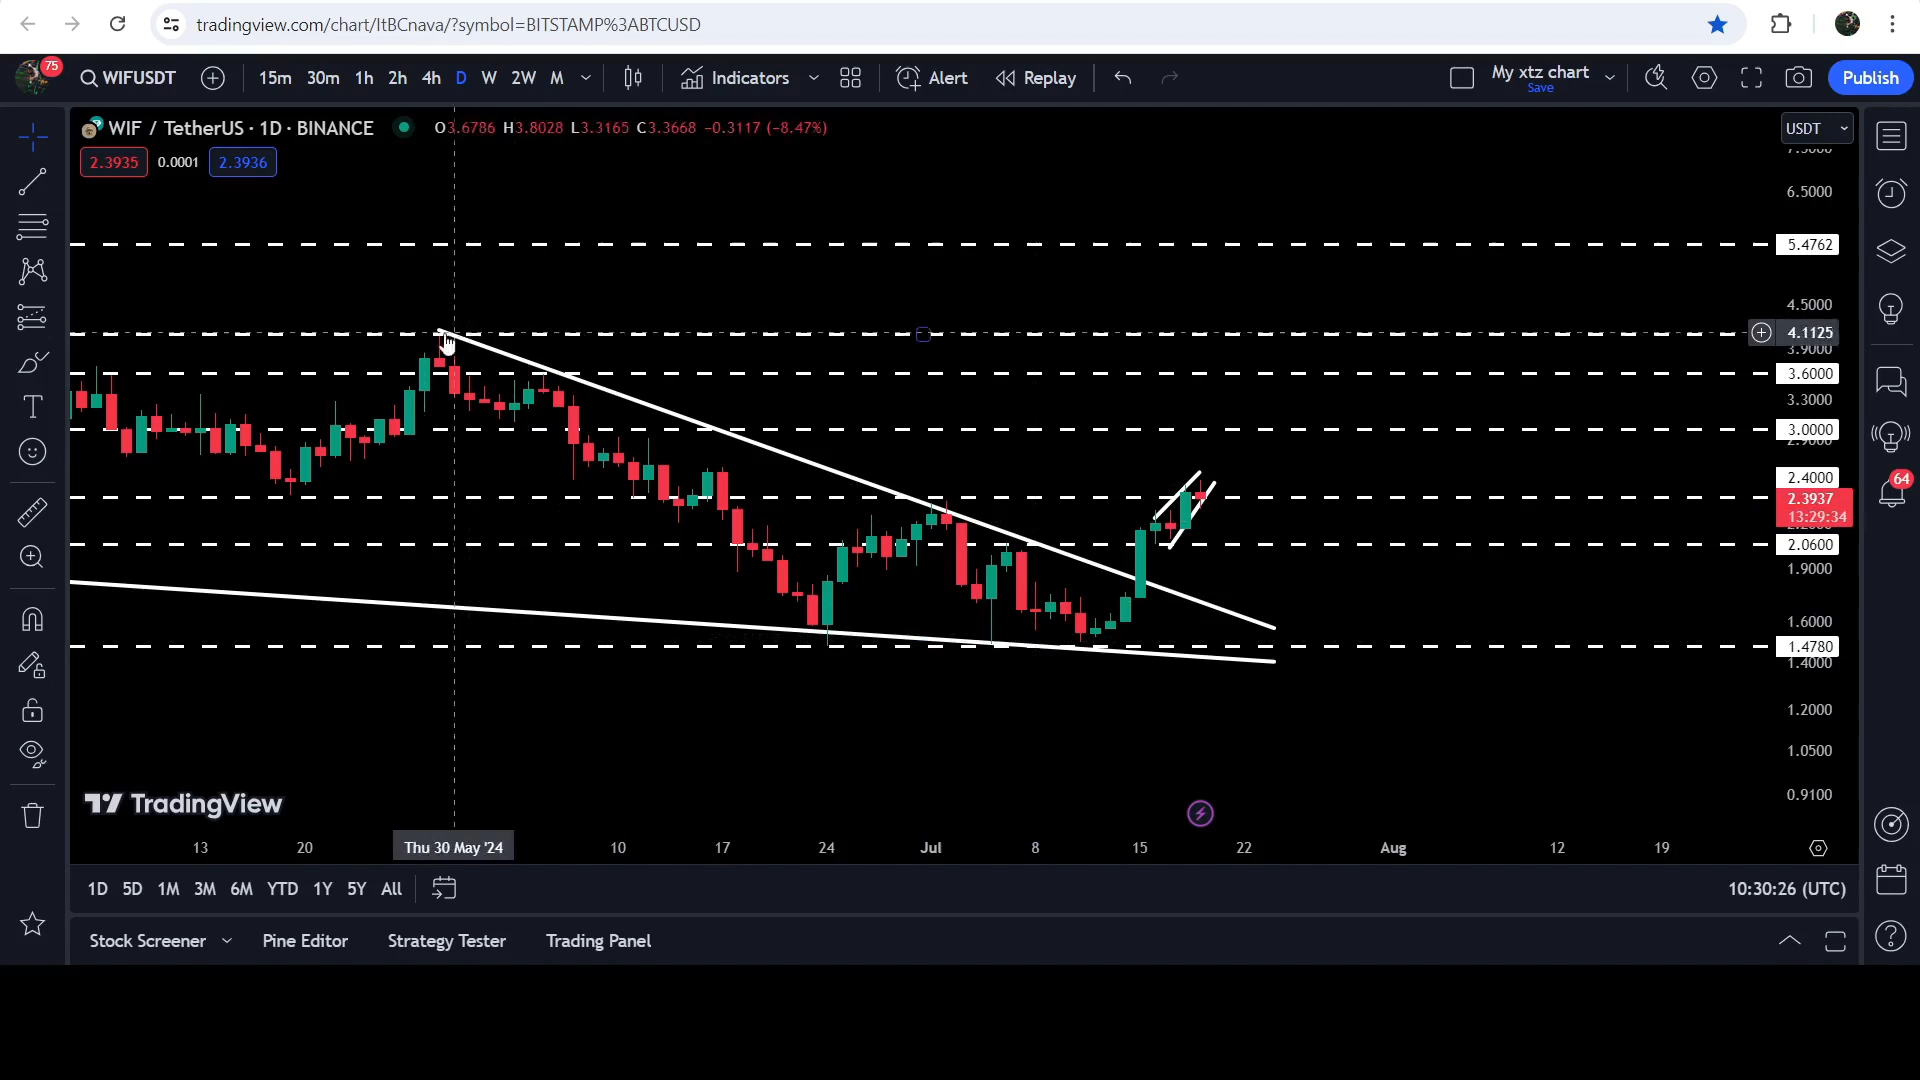 tradingview.com/chart/ItBCnava/?symbol=BITSTAMP%3ABTCUSD
75
WIFUSDT 15m 30m 1h 2h 4h D W 2W M Indicators Alert Replay My xtz chart Save Publish
WIF / TetherUS · 1D · BINANCE O3.6786 H3.8028 L3.3165 C3.3668 −0.3117 (−8.47%)
USDT
2.3935 0.0001 2.3936
6.5000
5.4762
4.5000
4.1125
3.9000
3.6000
3.3000
3.0000
2.9000
2.4000
2.3937
13:29:34
2.0600
1.9000
1.6000
1.4780
1.4000
1.2000
1.0500
0.9100
64
TradingView
13 20 Thu 30 May '24 10 17 24 Jul 8 15 22 Aug 12 19
1D 5D 1M 3M 6M YTD 1Y 5Y All 10:30:26 (UTC)
Stock Screener Pine Editor Strategy Tester Trading Panel